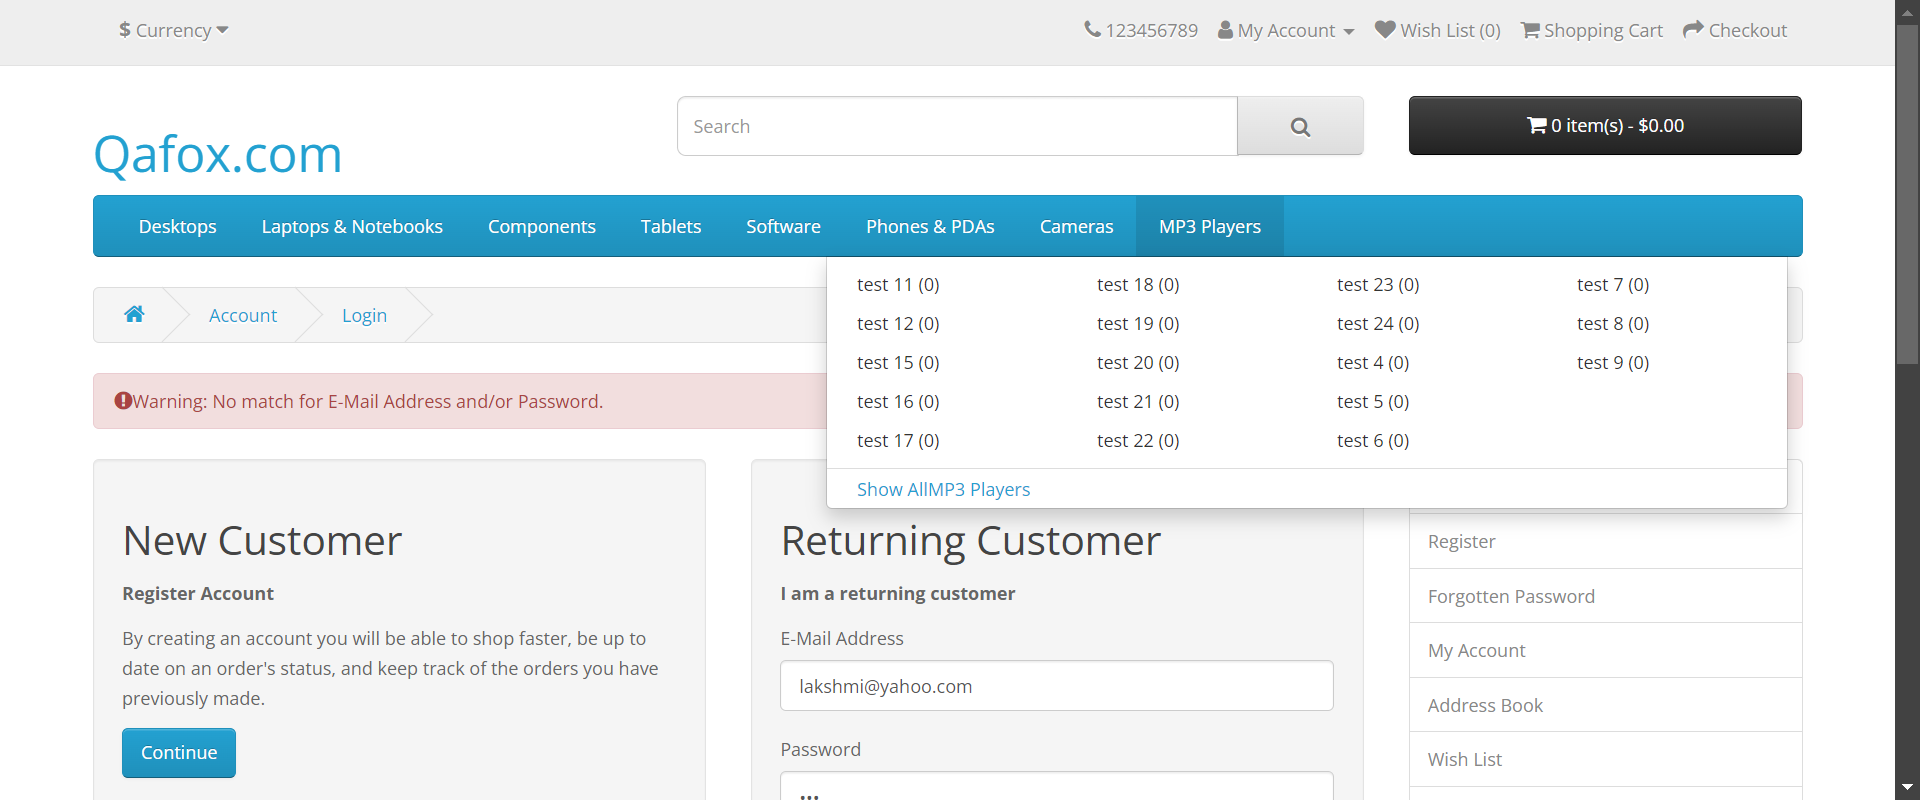 $ Currency
123456789 My Account Wish List (0) Shopping Cart Checkout
Qafox.com
Search
0 item(s) - $0.00
Desktops Laptops & Notebooks Components Tablets Software Phones & PDAs Cameras MP3 Players
test 11 (0) test 18 (0) test 23 (0) test 7 (0)
test 12 (0) test 19 (0) test 24 (0) test 8 (0)
test 15 (0) test 20 (0) test 4 (0) test 9 (0)
test 16 (0) test 21 (0) test 5 (0)
test 17 (0) test 22 (0) test 6 (0)
Show AllMP3 Players
Account Login
Warning: No match for E-Mail Address and/or Password.
New Customer
Register Account
By creating an account you will be able to shop faster, be up to
date on an order's status, and keep track of the orders you have
previously made.
Continue
Returning Customer
I am a returning customer
E-Mail Address
lakshmi@yahoo.com
Password
Register
Forgotten Password
My Account
Address Book
Wish List